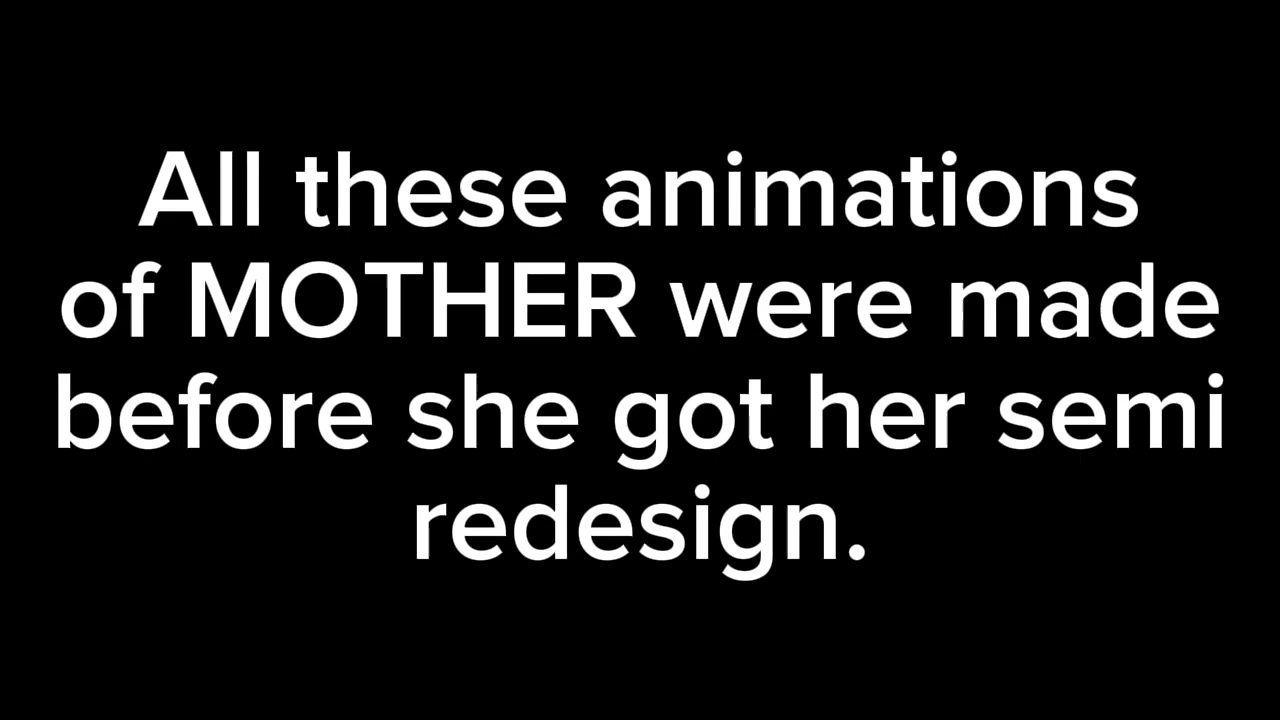 All these animations
of MOTHER were made
before she got her semi
redesign.